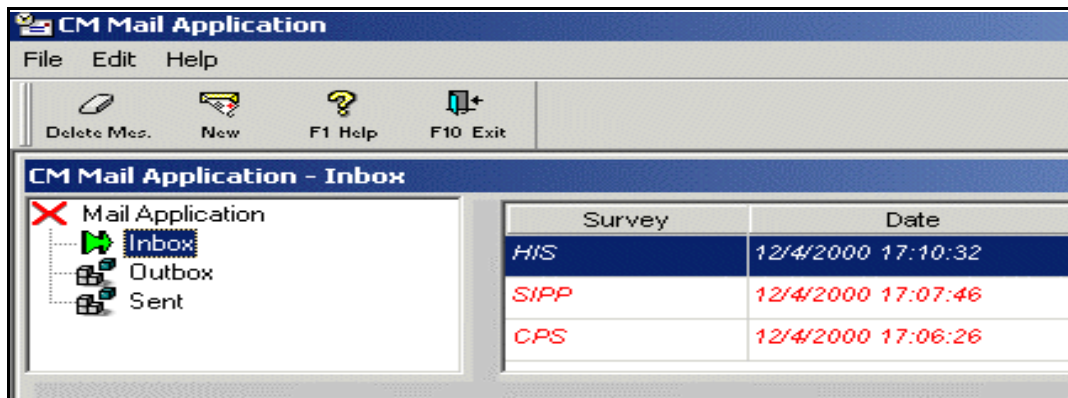 CM Mail Application
File Edit Help
Delete Mes. New F1 Help F10 Exit
CM Mail Application - Inbox
Mail Application
Inbox
Outbox
Sent
Survey Date
HIS 12/4/2000 17:10:32
SIPP 12/4/2000 17:07:46
CPS 12/4/2000 17:06:26